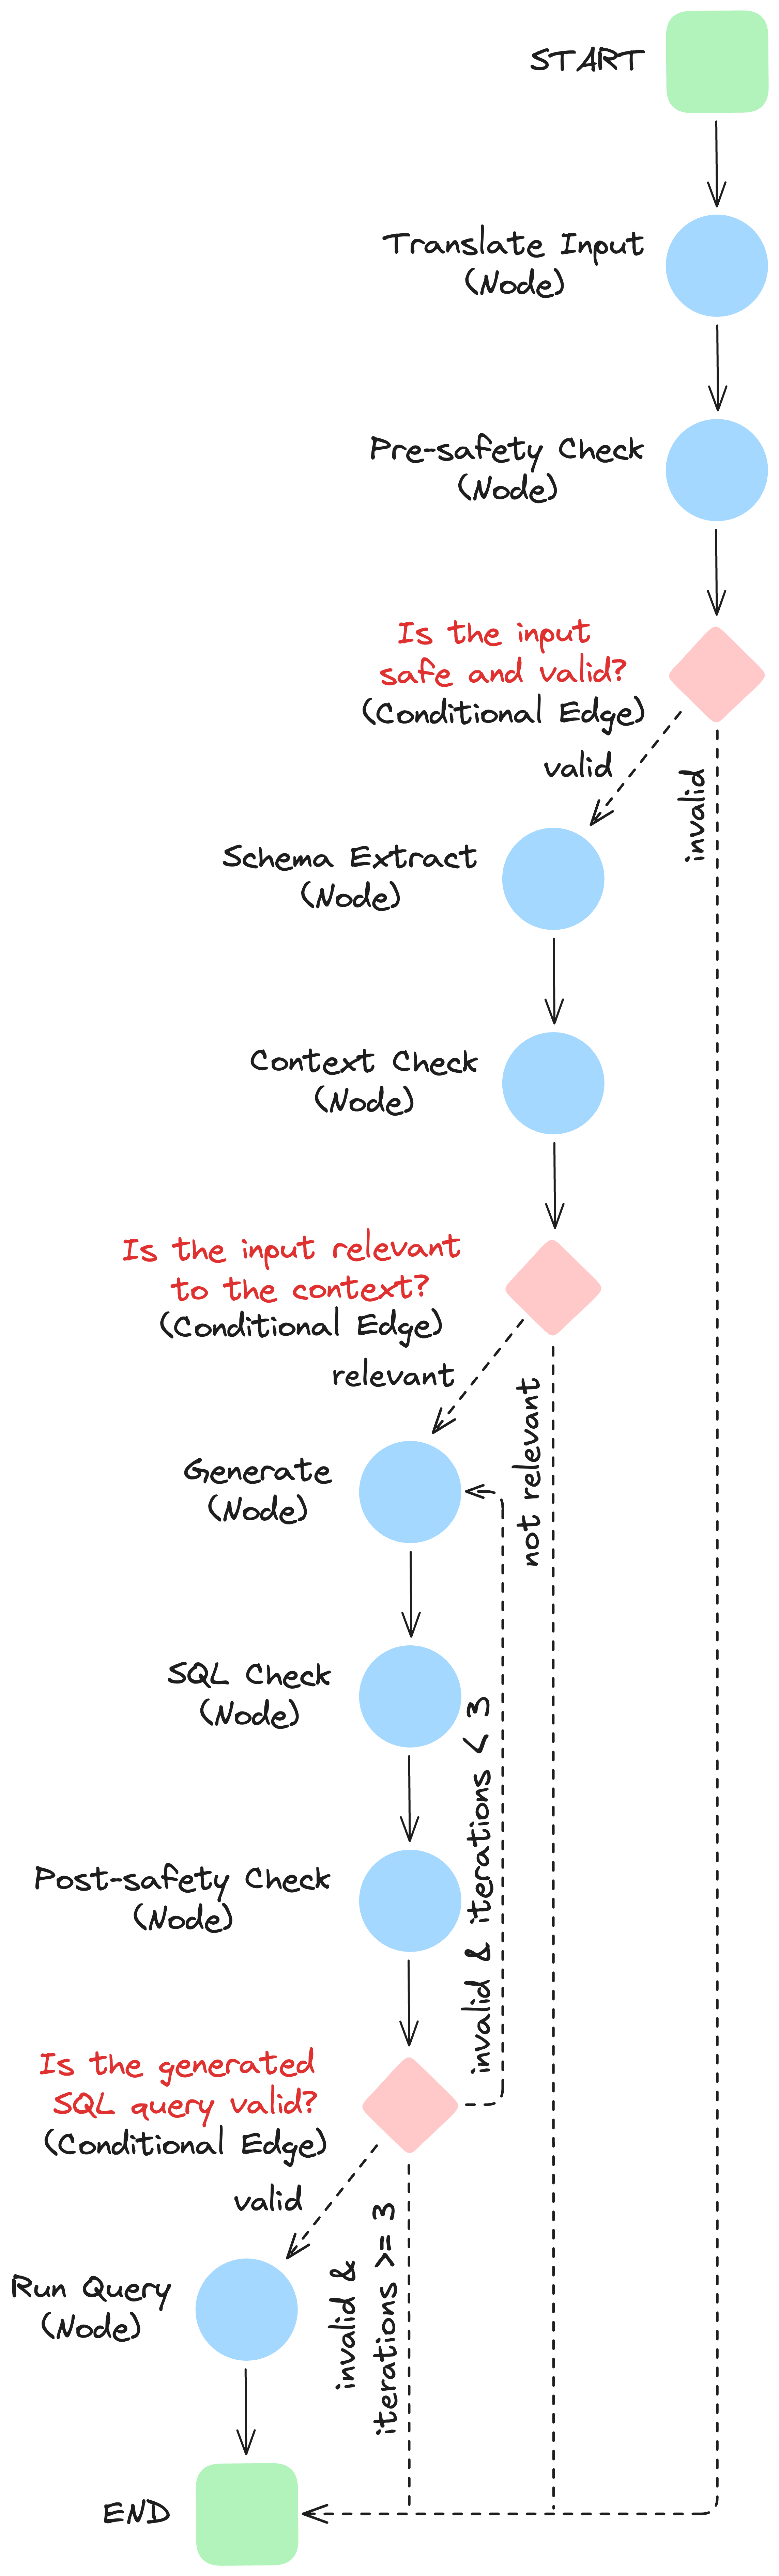 START
Translate Input
(Node)
Pre-safety Check
(Node)
Is the input
safe and valid?
(Conditional Edge)
valid
invalid
Schema Extract
(Node)
Context Check
(Node)
Is the input relevant
to the context?
(Conditional Edge)
relevant
not relevant
Generate
(Node)
SQL Check
(Node)
invalid & iterations < 3
Post-safety Check
(Node)
Is the generated
SQL query valid?
(Conditional Edge)
valid
invalid &
iterations >= 3
Run Query
(Node)
END